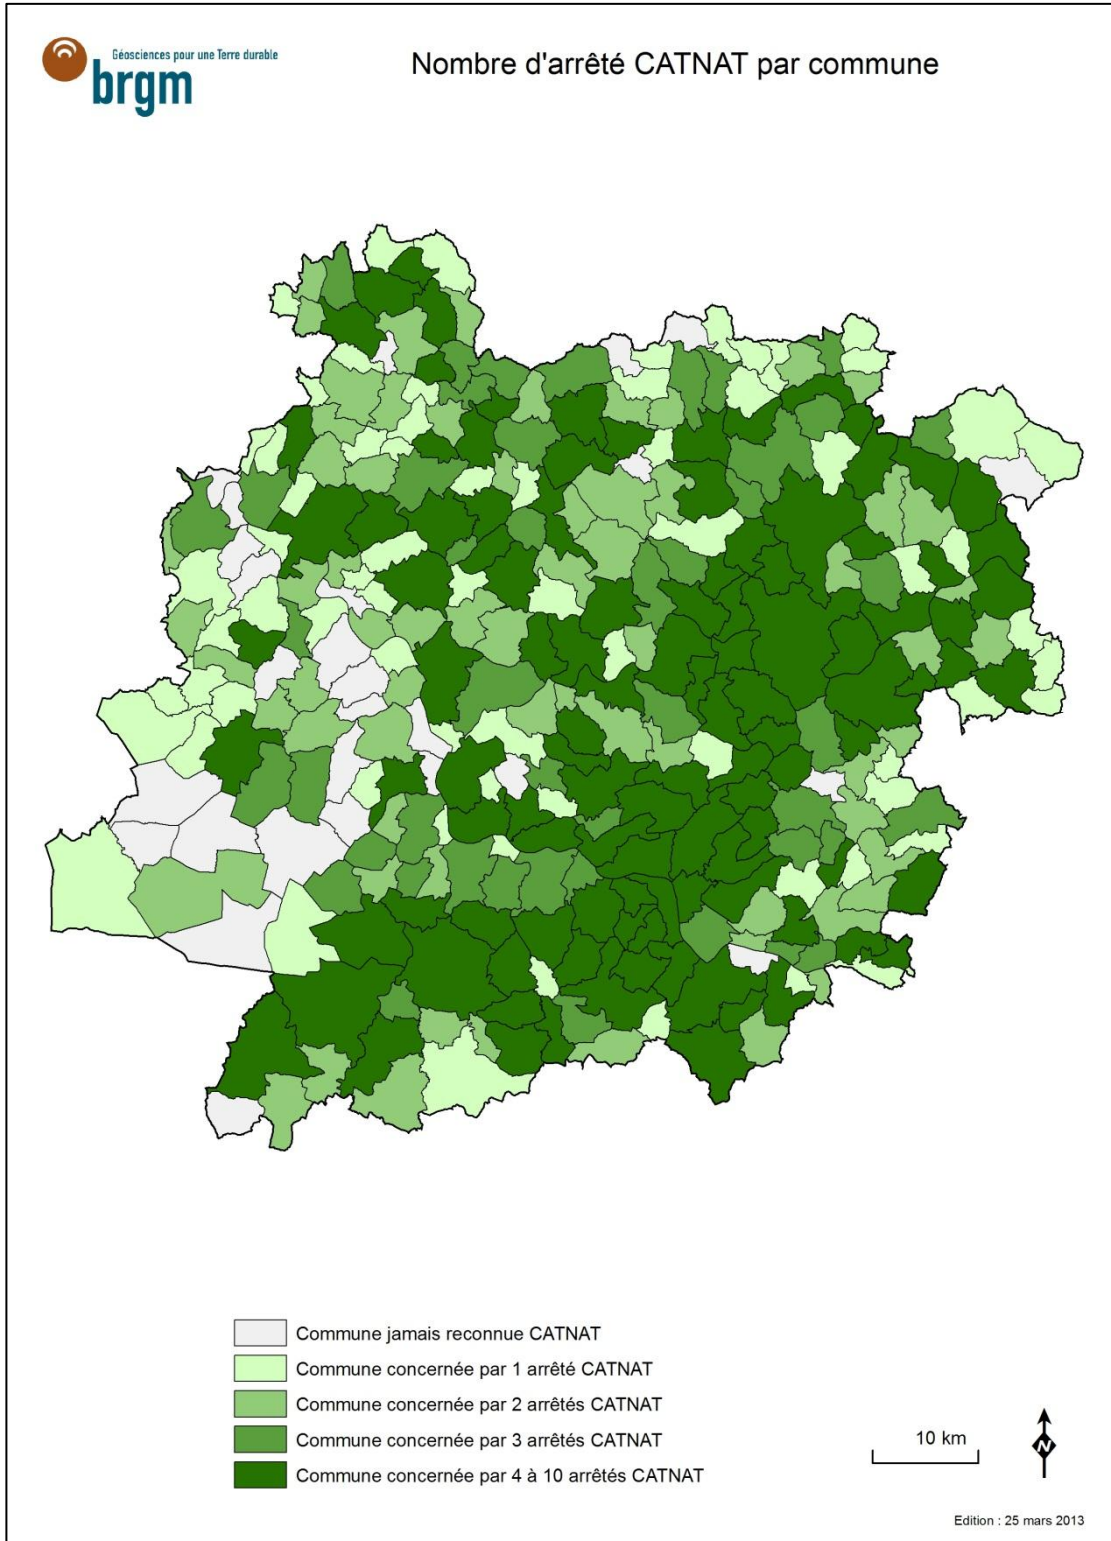 Géosciences pour une Terre durable
brgm
Nombre d'arrêté CATNAT par commune
Commune jamais reconnue CATNAT
Commune concernée par 1 arrêté CATNAT
Commune concernée par 2 arrêtés CATNAT
Commune concernée par 3 arrêtés CATNAT
Commune concernée par 4 à 10 arrêtés CATNAT
10 km
N
Edition : 25 mars 2013